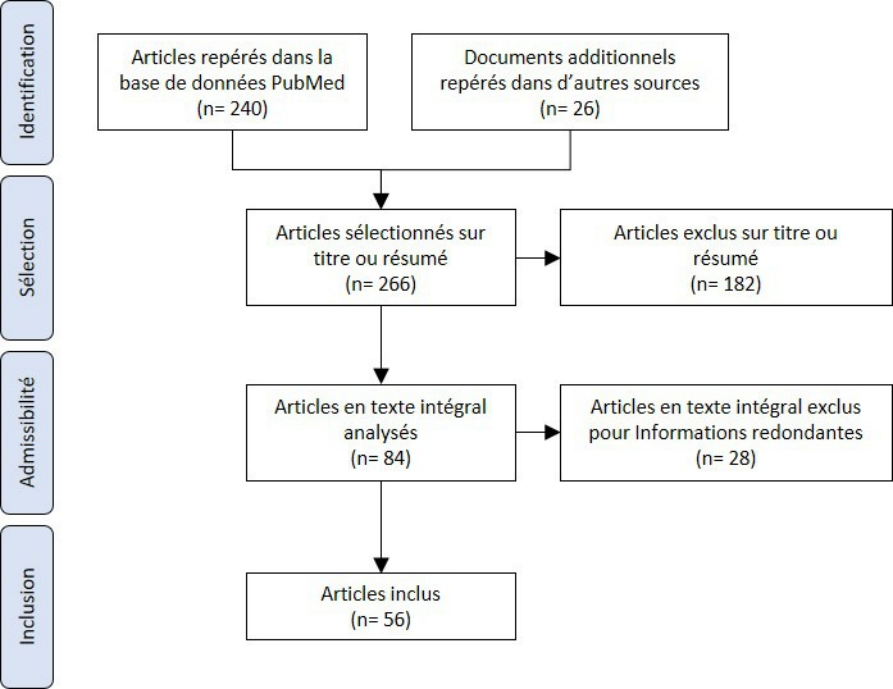 Identification
Articles repérés dans la
base de données PubMed
(n= 240)
Documents additionnels
repérés dans d'autres sources
(n= 26)
Sélection
Articles sélectionnés sur
titre ou résumé
(n= 266)
Articles exclus sur titre ou
résumé
(n= 182)
Admissibilité
Articles en texte intégral
analysés
(n= 84)
Articles en texte intégral exclus
pour Informations redondantes
(n= 28)
Inclusion
Articles inclus
(n= 56)